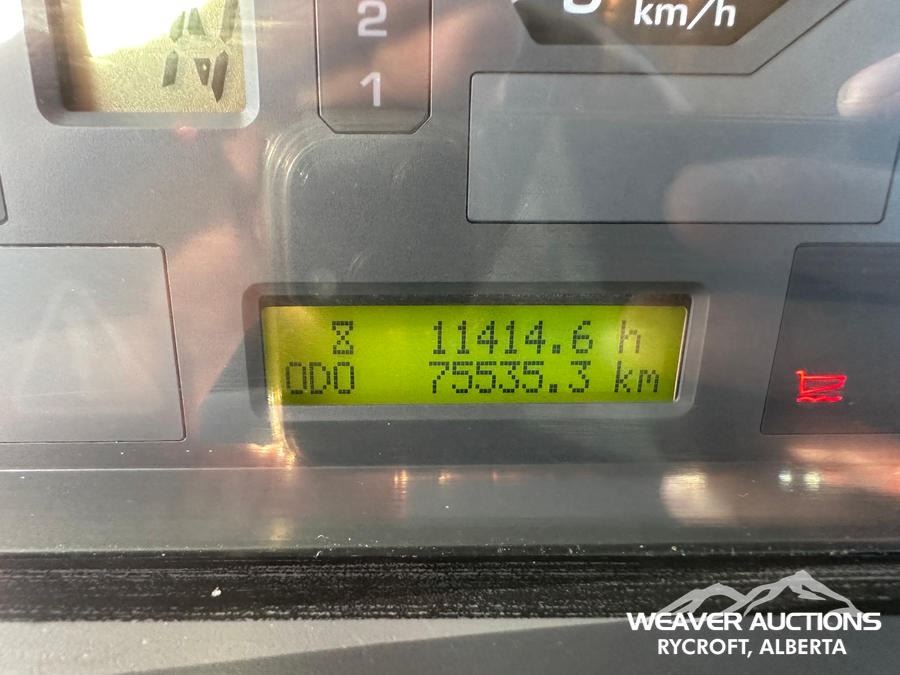 2
1
km/h
11414.6 h
ODO 75535.3 km
WEAVER AUCTIONS
RYCROFT, ALBERTA